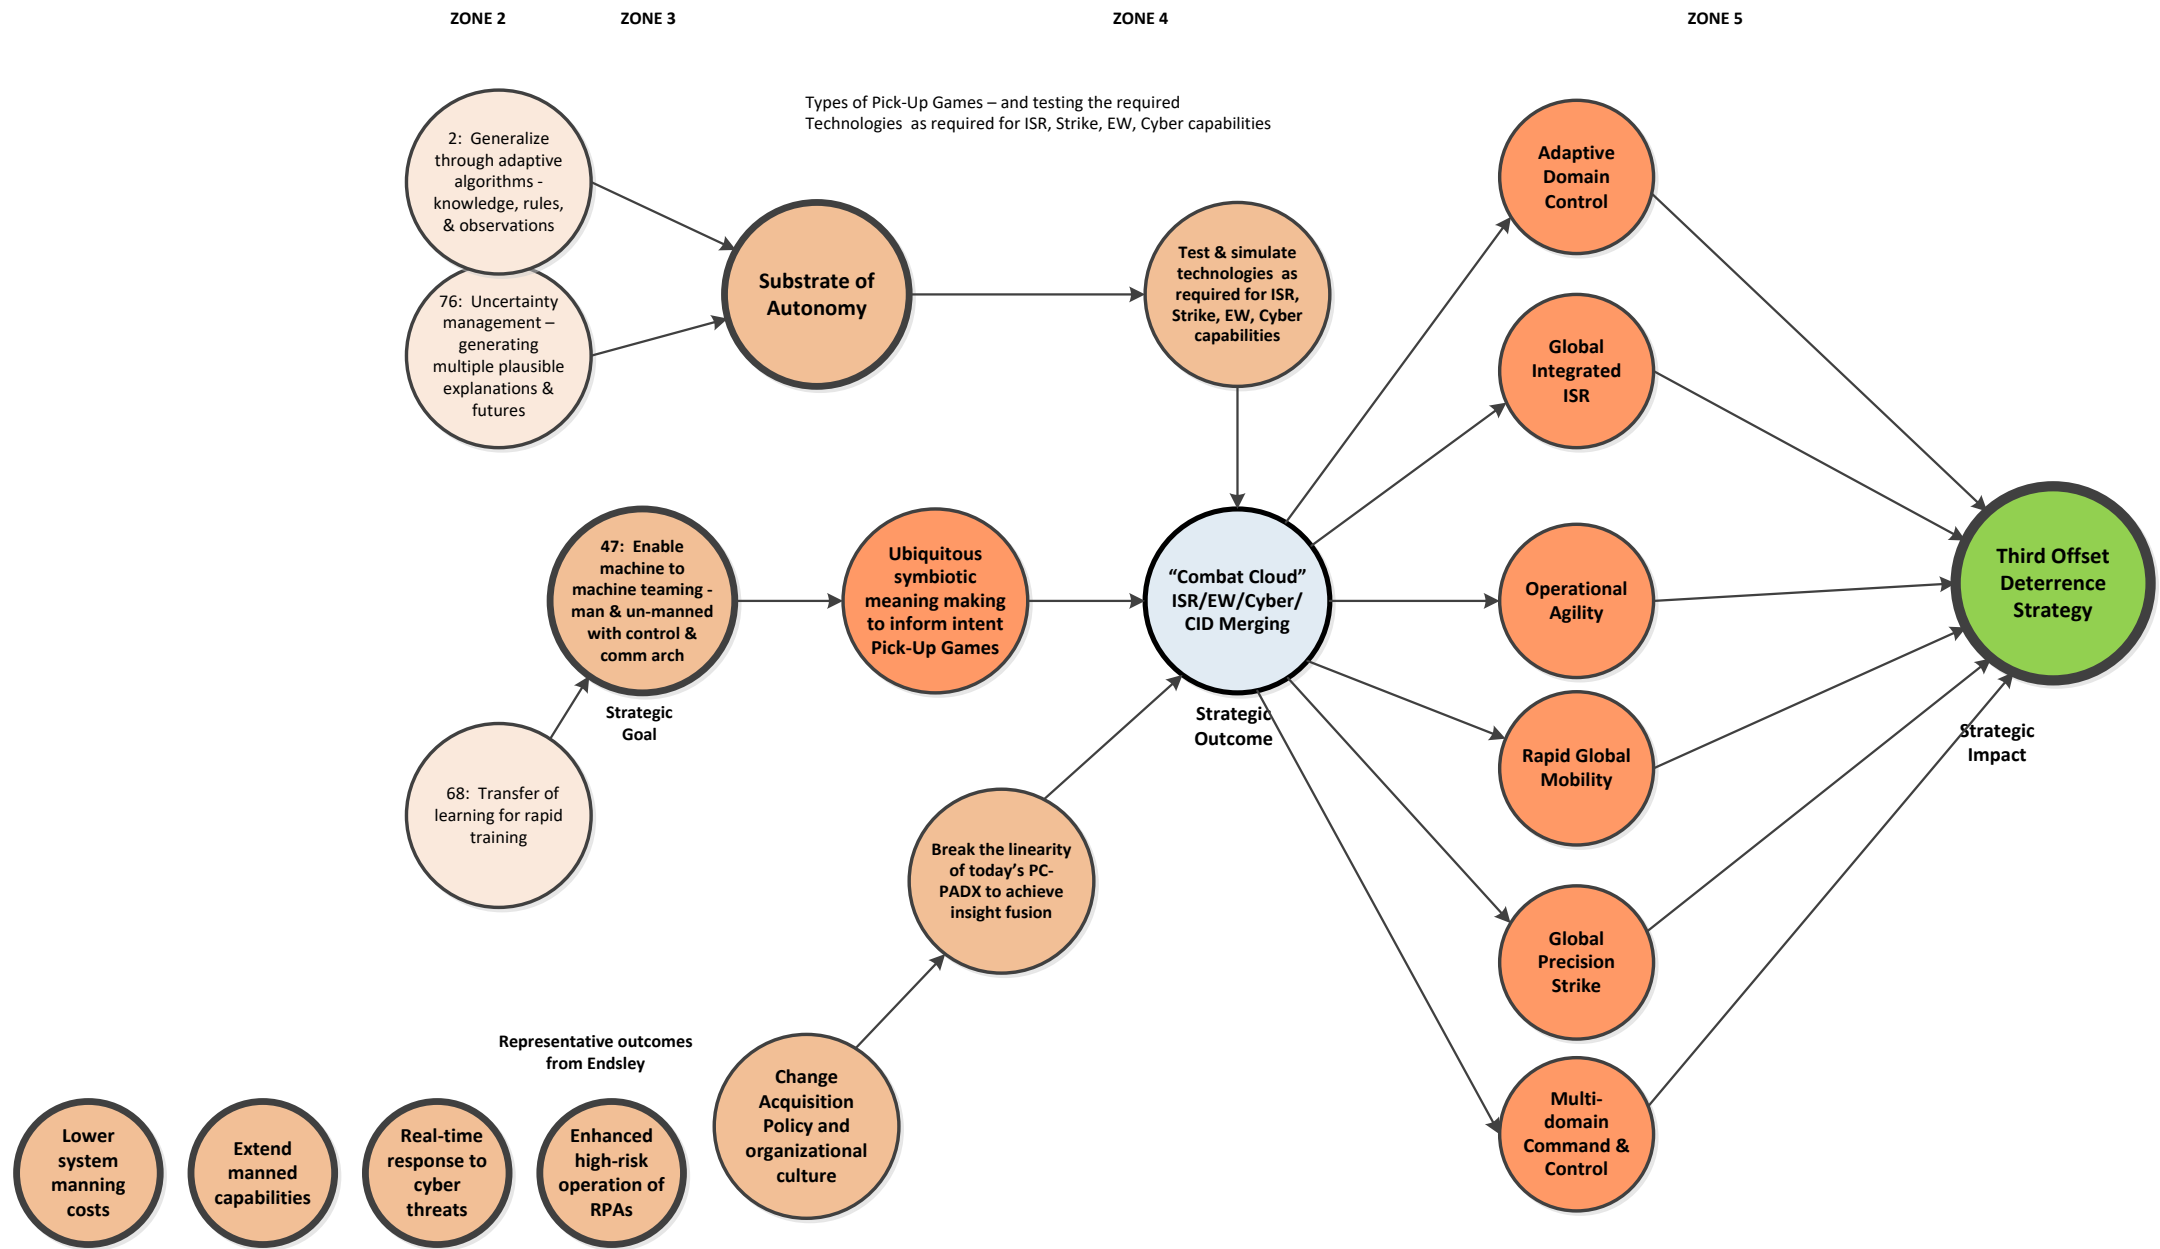 ZONE 2
ZONE 3
ZONE 4
ZONE 5
Types of Pick-Up Games – and testing the required
Technologies  as required for ISR, Strike, EW, Cyber capabilities
2:  Generalize
through adaptive
algorithms -
knowledge, rules,
& observations
76:  Uncertainty
management –
generating
multiple plausible
explanations &
futures
Substrate of
Autonomy
Test & simulate
technologies  as
required for ISR,
Strike, EW, Cyber
capabilities
Adaptive
Domain
Control
Global
Integrated
ISR
47:  Enable
machine to
machine teaming -
man & un-manned
with control &
comm arch
Strategic
Goal
Ubiquitous
symbiotic
meaning making
to inform intent
Pick-Up Games
“Combat Cloud”
ISR/EW/Cyber/
CID Merging
Strategic
Outcome
Operational
Agility
Third Offset
Deterrence
Strategy
Strategic
Impact
68:  Transfer of
learning for rapid
training
Rapid Global
Mobility
Break the linearity
of today’s PC-
PADX to achieve
insight fusion
Global
Precision
Strike
Representative outcomes
from Endsley
Change
Acquisition
Policy and
organizational
culture
Multi-
domain
Command &
Control
Lower
system
manning
costs
Extend
manned
capabilities
Real-time
response to
cyber
threats
Enhanced
high-risk
operation of
RPAs